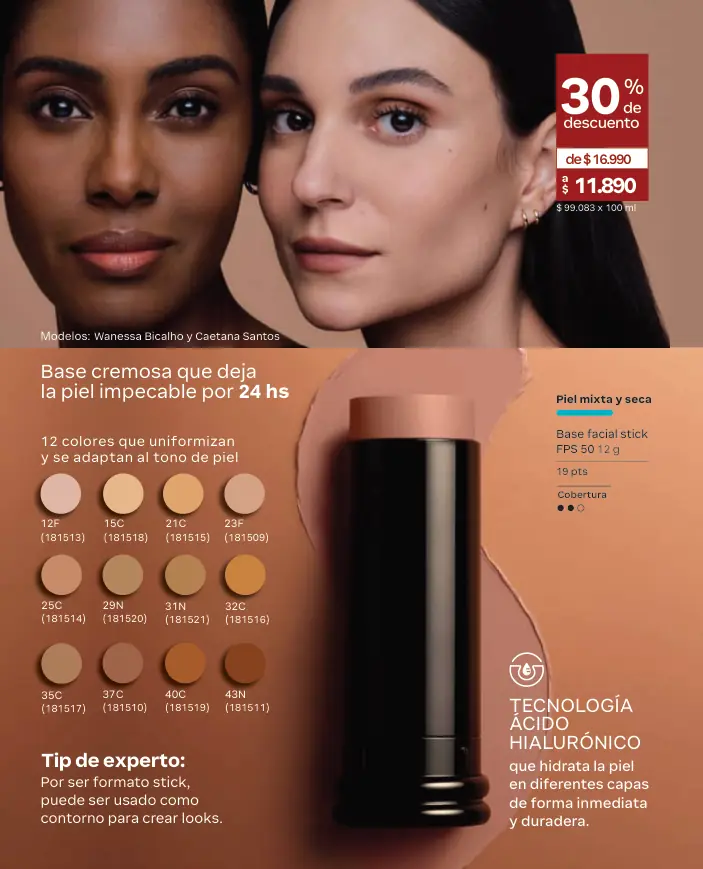 30%
de
descuento
de $ 16.990
a
$ 11.890
$ 99.083 x 100 ml
Modelos: Wanessa Bicalho y Caetana Santos
Base cremosa que deja
la piel impecable por 24 hs
12 colores que uniformizan
y se adaptan al tono de piel
12F
(181513)
15C
(181518)
21C
(181515)
23F
(181509)
25C
(181514)
29N
(181520)
31N
(181521)
32C
(181516)
35C
(181517)
37C
(181510)
40C
(181519)
43N
(181511)
Tip de experto:
Por ser formato stick,
puede ser usado como
contorno para crear looks.
Piel mixta y seca
Base facial stick
FPS 50 12 g
19 pts
Cobertura
TECNOLOGÍA
ÁCIDO
HIALURÓNICO
que hidrata la piel
en diferentes capas
de forma inmediata
y duradera.